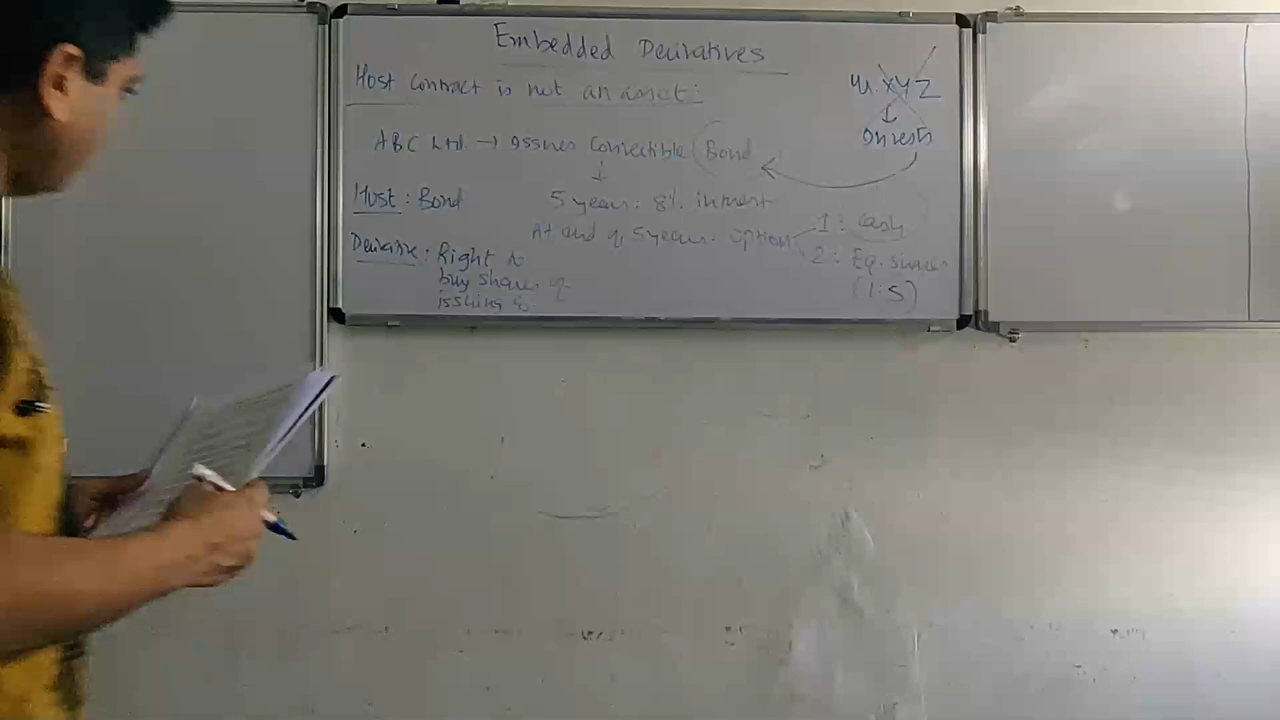 Embedded Derivatives
Host contract is not an asset:
XYZ
Invests
ABC Ltd. → Issues Convertible Bond
Host: Bond
5 years: 8% interest
At end of 5 years: option
1: Cash
2: Eq. shares
(1:5)
Derivative: Right to
buy shares of
issuing co.